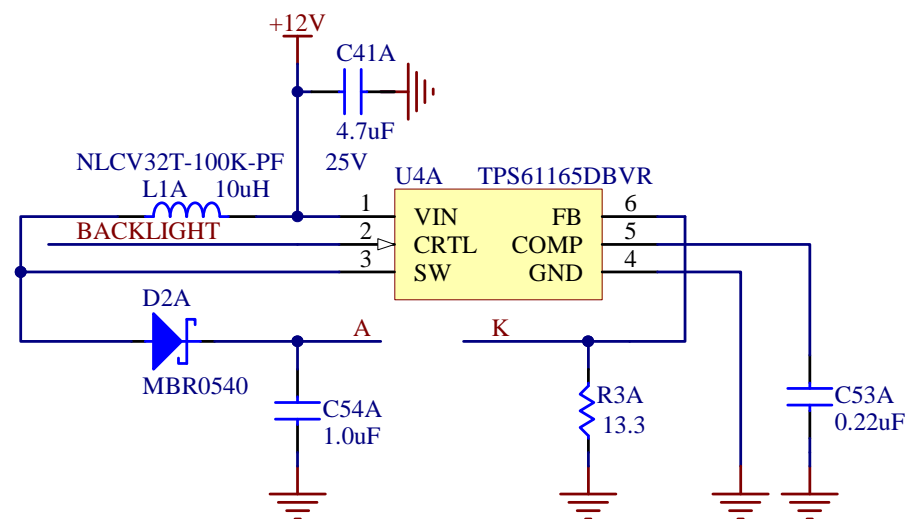 +12V
C41A
4.7uF
25V
NLCV32T-100K-PF
L1A 10uH
U4A TPS61165DBVR
BACKLIGHT
1 VIN FB 6
2 CRTL COMP 5
3 SW GND 4
D2A
MBR0540
A
K
C54A
1.0uF
R3A
13.3
C53A
0.22uF